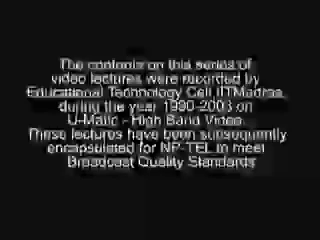 The contents on this series of
video lectures were recorded by
Educational Technology Cell IITMadras
during the year 1990-2003 on
U-Matic - High Band Video.
These lectures have been subsequently
encapsulated for NP-TEL to meet
Broadcast Quality Standards